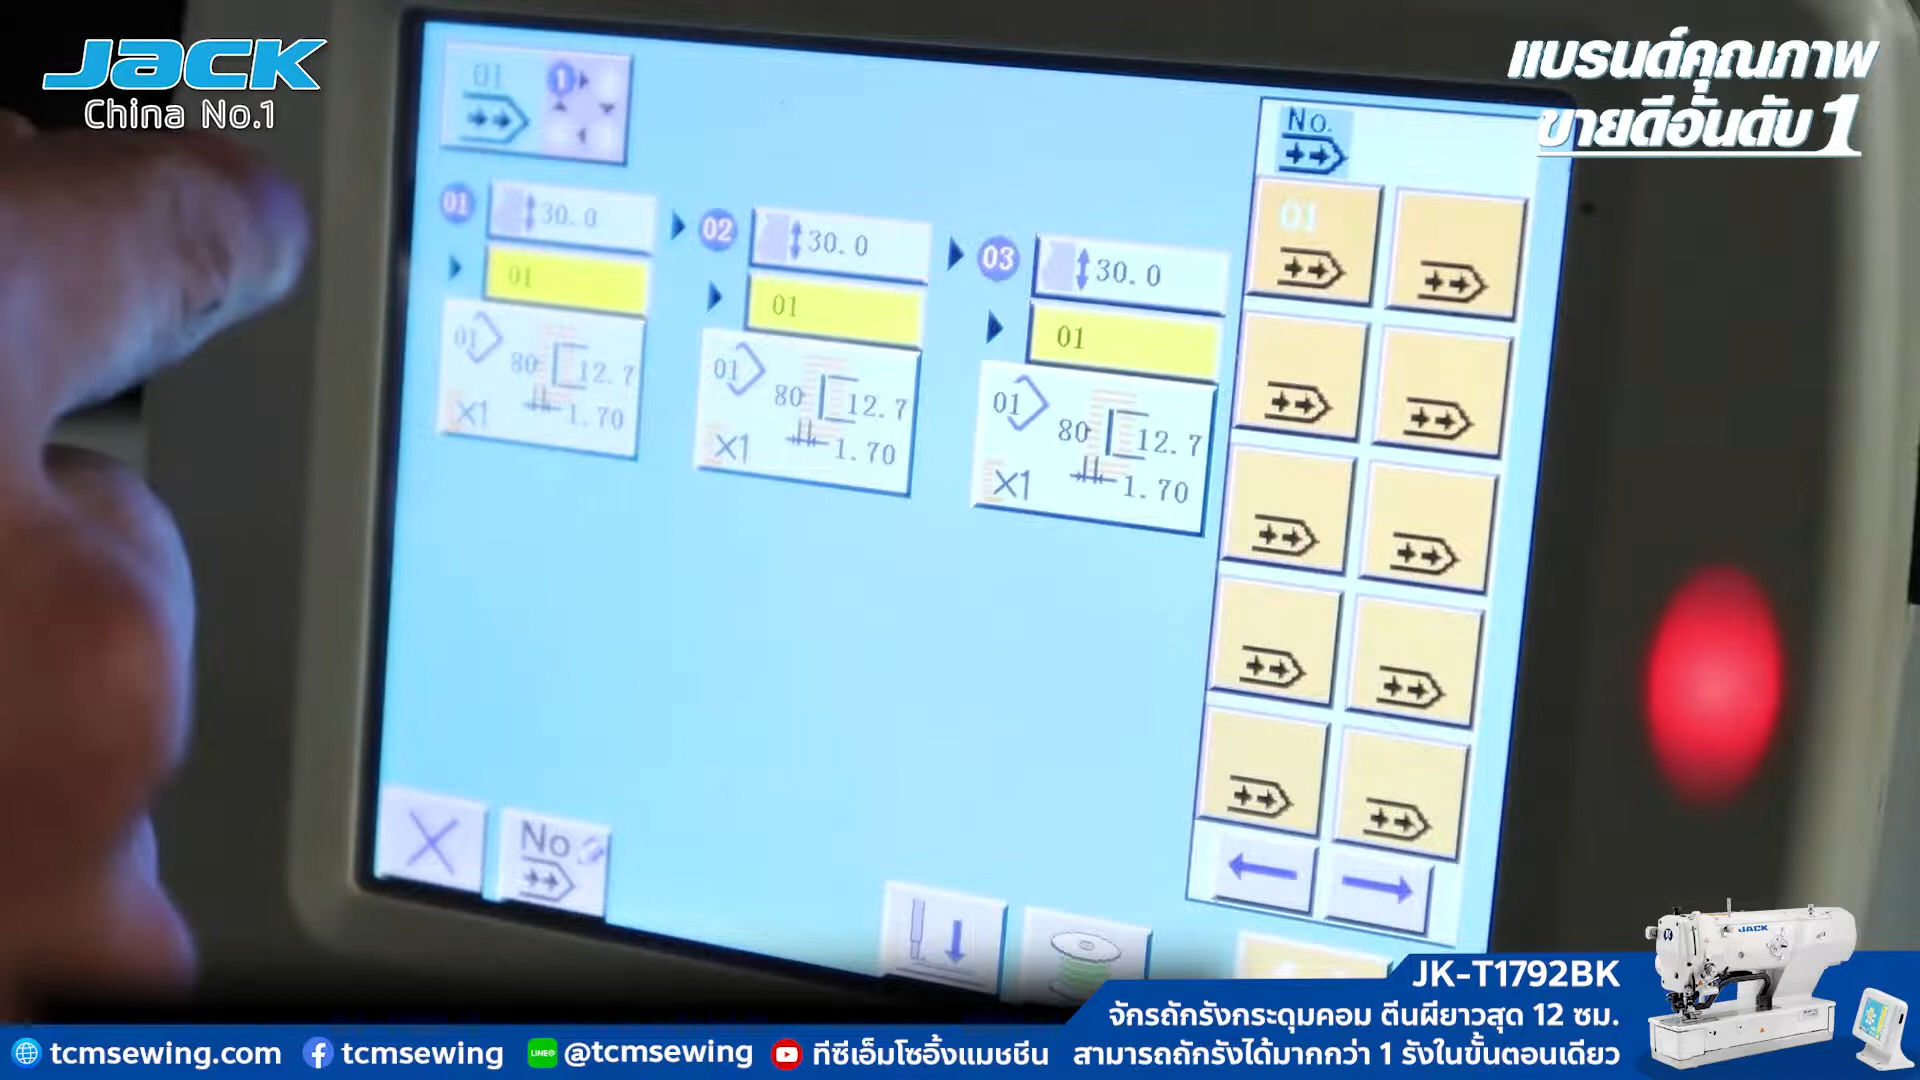 JACK
China No.1
แบรนด์คุณภาพ
ขายดีอันดับ 1
01
1
No.
01
30.0
02
30.0
03
30.0
01
01
01
01
80
12.7
X1
1.70
01
80
12.7
X1
1.70
01
80
12.7
X1
1.70
01
No
JACK
JK-T1792BK
จักรถักรังกระดุมคอม ตีนผียาวสุด 12 ซม.
สามารถถักรังได้มากกว่า 1 รังในขั้นตอนเดียว
tcmsewing.com
tcmsewing
LINE
@tcmsewing
ทีซีเอ็มโซอิ้งแมชชีน